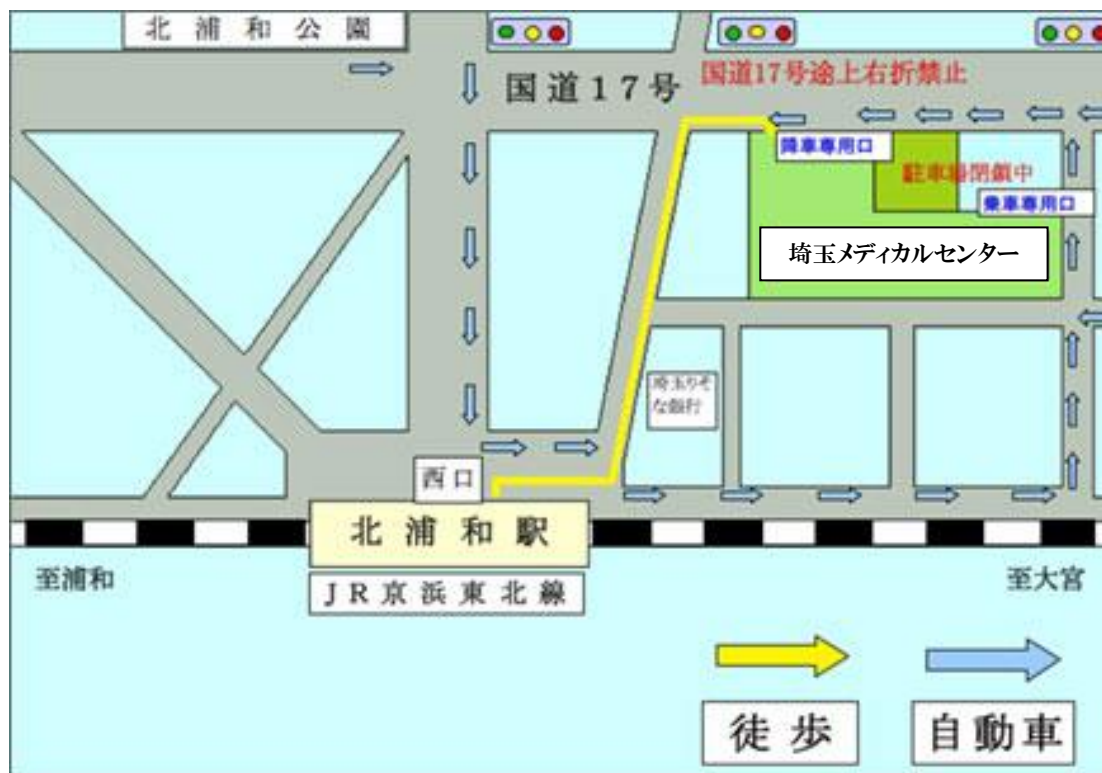 北浦和公園
国道17号
国道17号途上右折禁止
降車専用口
駐車場閉鎖中
乗車専用口
埼玉メディカルセンター
埼玉りそ
な銀行
西口
北浦和駅
JR京浜東北線
至浦和
至大宮
徒歩
自動車